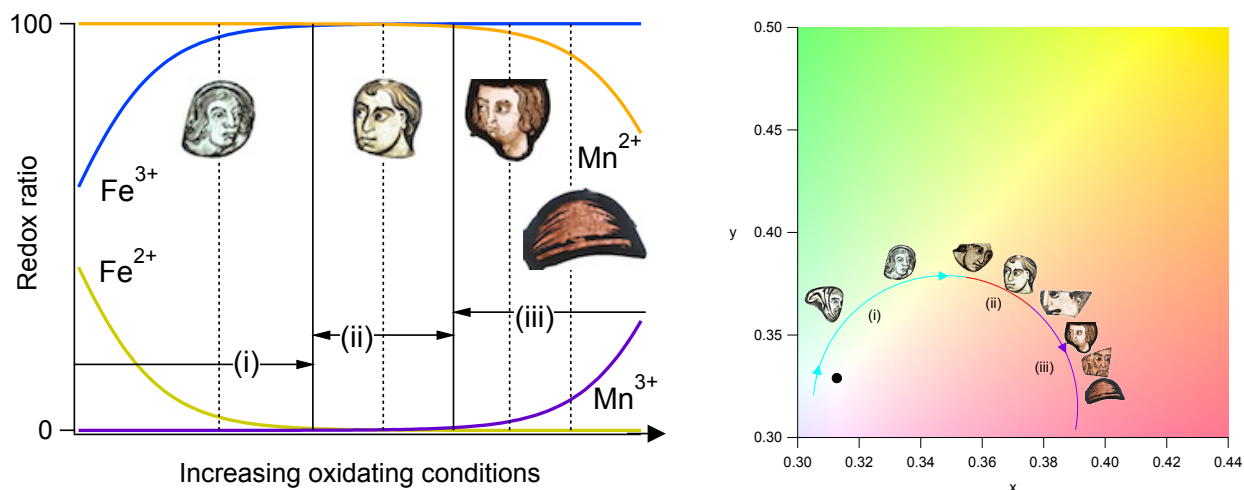 100
Redox ratio
Fe3+
Fe2+
Mn2+
Mn3+
(i)
(ii)
(iii)
0
Increasing oxidating conditions
0.50
0.45
y
0.40
0.35
0.30
(i)
(ii)
(iii)
0.30
0.32
0.34
0.36
0.38
0.40
0.42
0.44
x